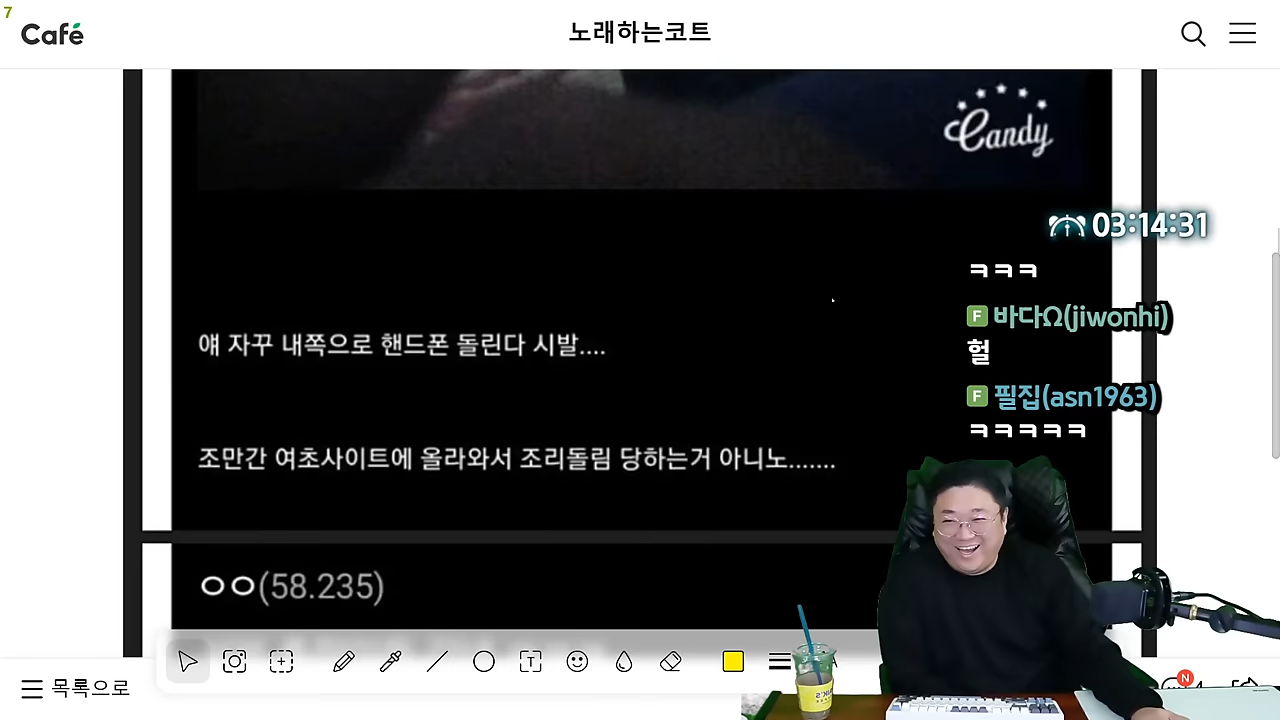 7
Café
노래하는코트
Candy
03:14:31
ㅋㅋㅋ
F 바다Ω(jiwonhi)
헐
F 필집(asn1963)
ㅋㅋㅋㅋㅋ
얘 자꾸 내쪽으로 핸드폰 돌린다 시발....
조만간 여초사이트에 올라와서 조리돌림 당하는거 아니노.......
ㅇㅇ(58.235)
T
목록으로
N